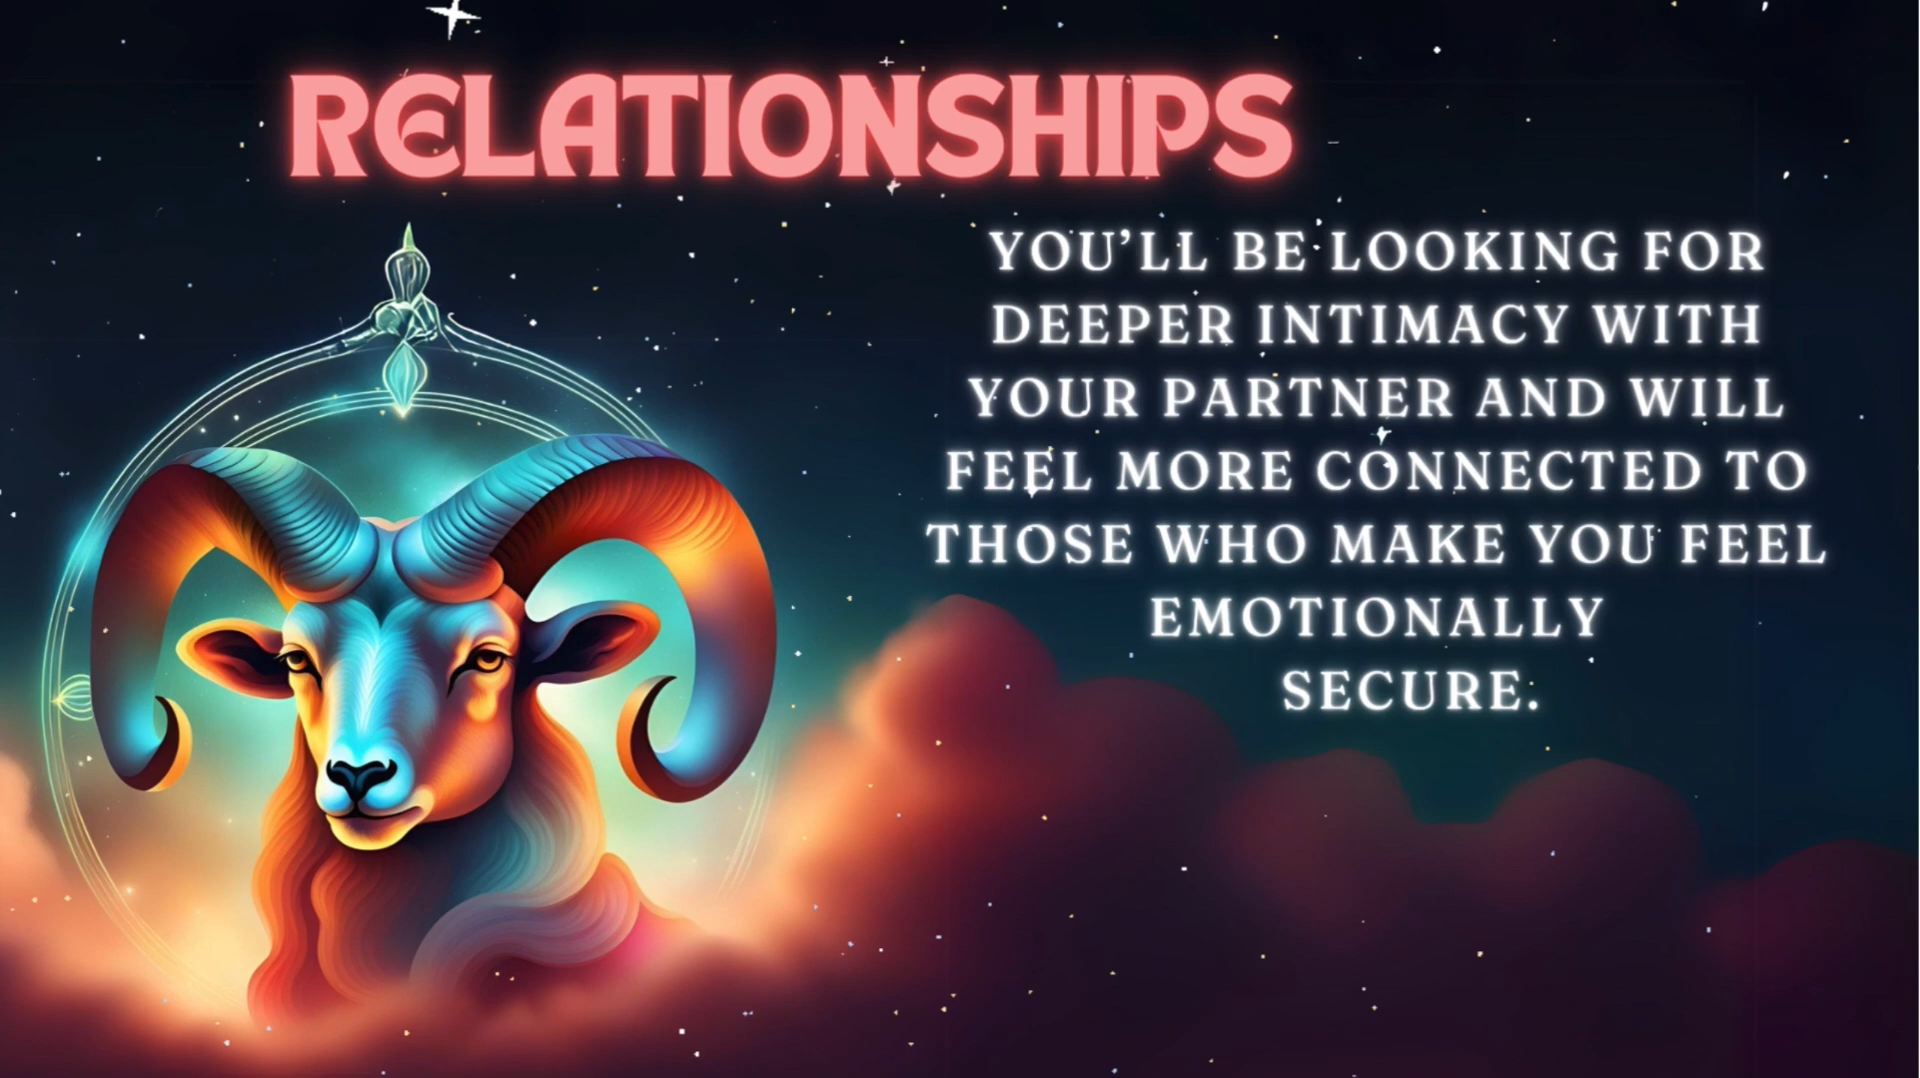 RELATIONSHIPS
YOU’LL BE LOOKING FOR
DEEPER INTIMACY WITH
YOUR PARTNER AND WILL
FEEL MORE CONNECTED TO
THOSE WHO MAKE YOU FEEL
EMOTIONALLY
SECURE.